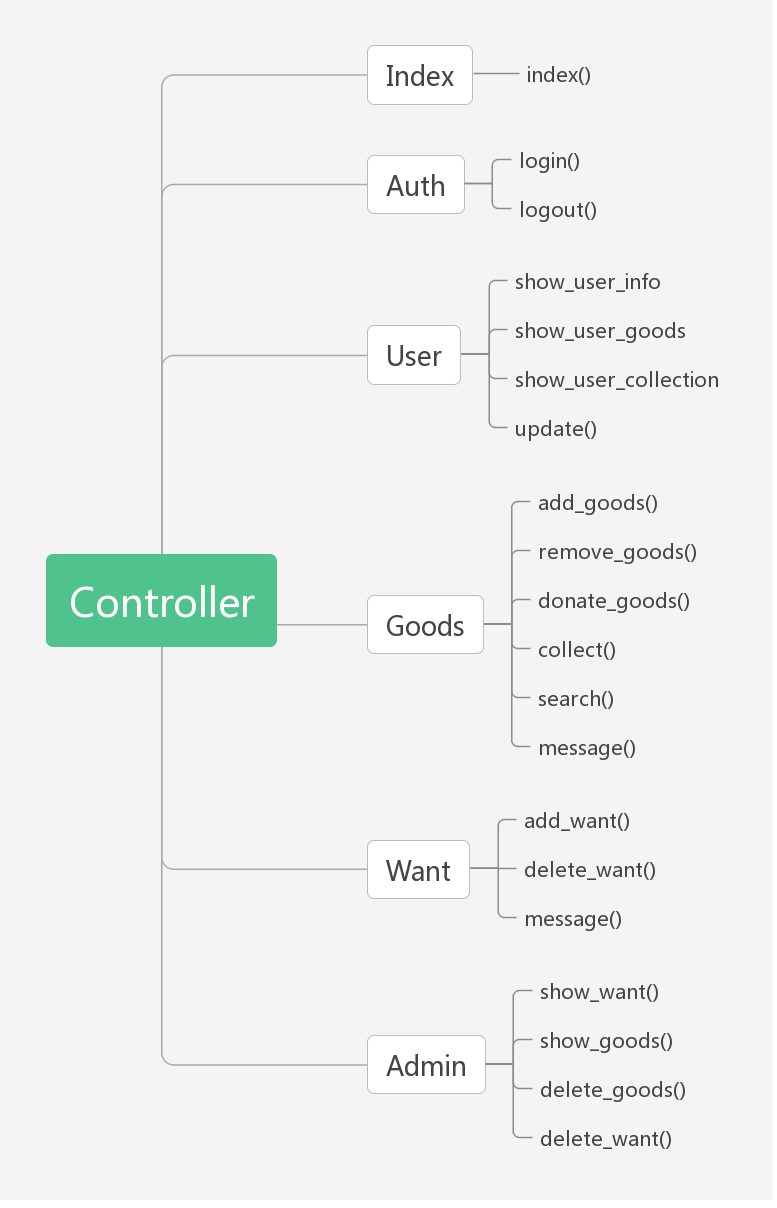 Index
index()
Auth
login()
logout()
User
show_user_info
show_user_goods
show_user_collection
update()
Controller
Goods
add_goods()
remove_goods()
donate_goods()
collect()
search()
message()
Want
add_want()
delete_want()
message()
Admin
show_want()
show_goods()
delete_goods()
delete_want()